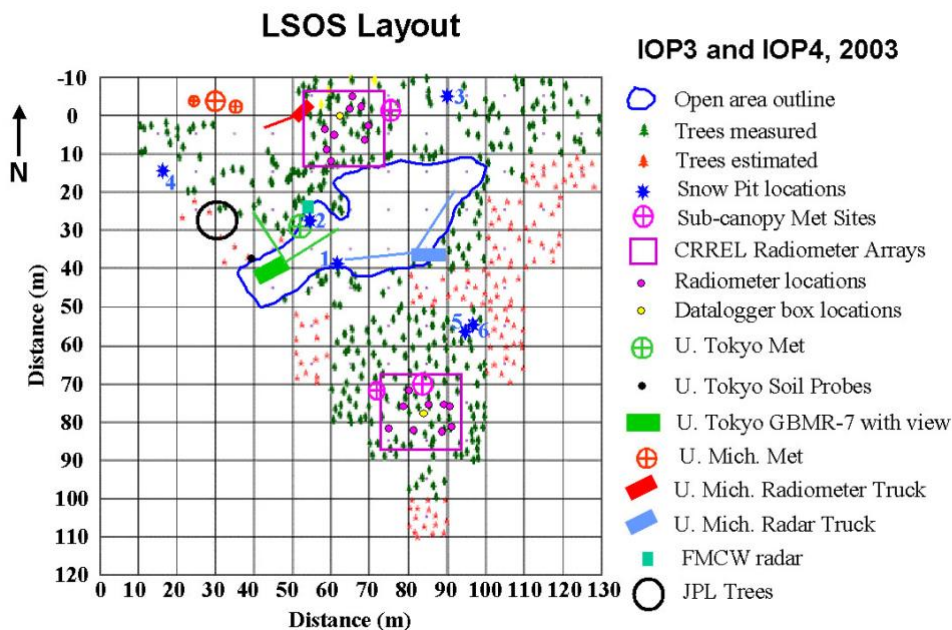 LSOS Layout
IOP3 and IOP4, 2003
N
-10
0
10
20
30
40
50
60
70
80
90
100
110
120
Distance (m)
0 10 20 30 40 50 60 70 80 90 100 110 120 130
Distance (m)
3
4
2
1
5
6
Open area outline
Trees measured
Trees estimated
Snow Pit locations
Sub-canopy Met Sites
CRREL Radiometer Arrays
Radiometer locations
Datalogger box locations
U. Tokyo Met
U. Tokyo Soil Probes
U. Tokyo GBMR-7 with view
U. Mich. Met
U. Mich. Radiometer Truck
U. Mich. Radar Truck
FMCW radar
JPL Trees